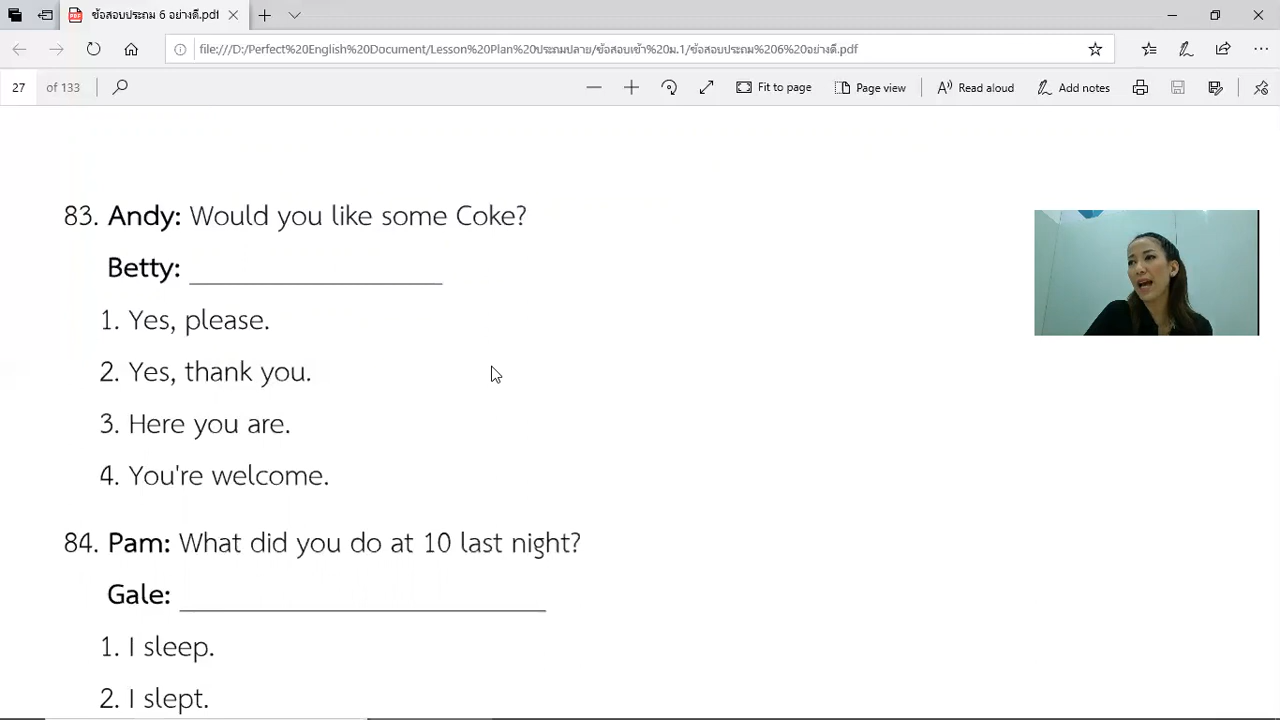 ข้อสอบประถม 6 อย่างดี.pdf
file:///D:/Perfect%20English%20Document/Lesson%20Plan%20ประถมปลาย/ข้อสอบเข้า%20ม.1/ข้อสอบประถม%206%20อย่างดี.pdf
27 of 133 Fit to page Page view Read aloud Add notes
83. Andy: Would you like some Coke?
Betty: ____________________
1. Yes, please.
2. Yes, thank you.
3. Here you are.
4. You're welcome.
84. Pam: What did you do at 10 last night?
Gale: ____________________________
1. I sleep.
2. I slept.